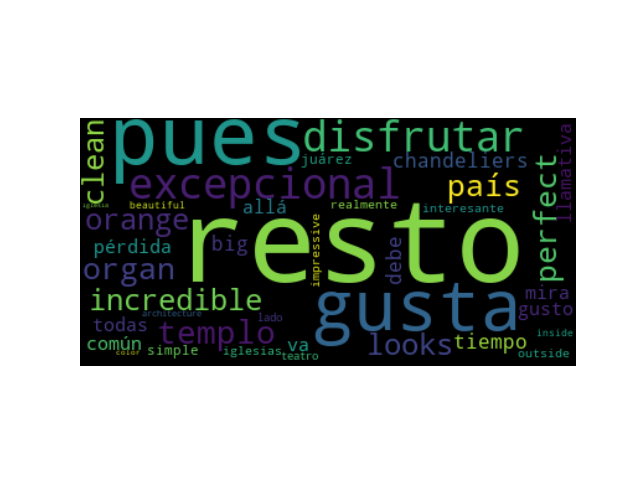 clean
pues
disfrutar
juárez
chandeliers
llamativa
excepcional
país
perfect
iglesia
beautiful
allá
realmente
interesante
orange
resto
big
impressive
pérdida
debe
organ
incredible
gusta
mira
gusto
todas
architecture
templo
lado
looks
tiempo
inside
común
color
simple
iglesias
va
teatro
outside